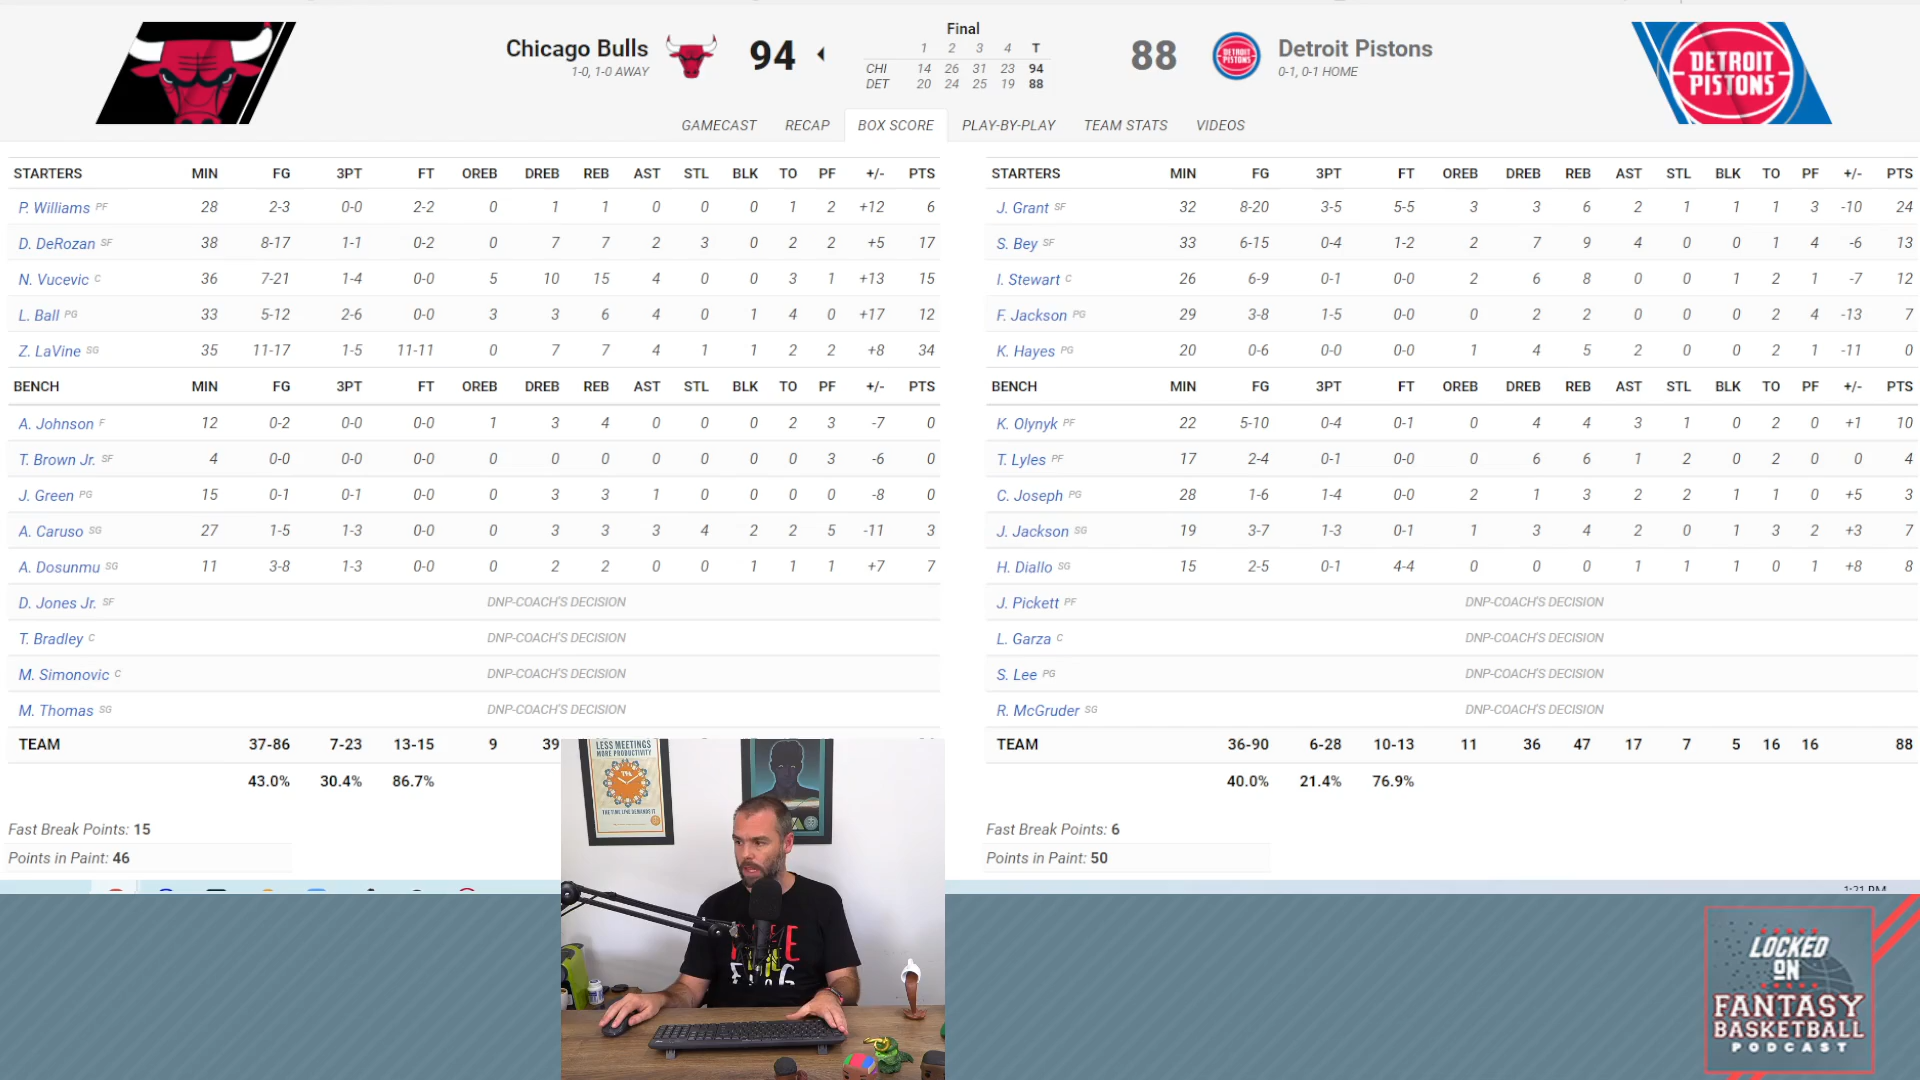 Final
Chicago Bulls 94 88 Detroit Pistons
1-0, 1-0 AWAY 0-1, 0-1 HOME
1 2 3 4 T
CHI 14 26 31 23 94
DET 20 24 25 19 88
DETROIT
PISTONS
GAMECAST RECAP BOX SCORE PLAY-BY-PLAY TEAM STATS VIDEOS
STARTERS MIN FG 3PT FT OREB DREB REB AST STL BLK TO PF +/- PTS
P. Williams PF 28 2-3 0-0 2-2 0 1 1 0 0 0 1 2 +12 6
D. DeRozan SF 38 8-17 1-1 0-2 0 7 7 2 3 0 2 2 +5 17
N. Vucevic C 36 7-21 1-4 0-0 5 10 15 4 0 0 3 1 +13 15
L. Ball PG 33 5-12 2-6 0-0 3 3 6 4 0 1 4 0 +17 12
Z. LaVine SG 35 11-17 1-5 11-11 0 7 7 4 1 1 2 2 +8 34
BENCH MIN FG 3PT FT OREB DREB REB AST STL BLK TO PF +/- PTS
A. Johnson F 12 0-2 0-0 0-0 1 3 4 0 0 0 2 3 -7 0
T. Brown Jr. SF 4 0-0 0-0 0-0 0 0 0 0 0 0 0 3 -6 0
J. Green PG 15 0-1 0-1 0-0 0 3 3 1 0 0 0 0 -8 0
A. Caruso SG 27 1-5 1-3 0-0 0 3 3 3 4 2 2 5 -11 3
A. Dosunmu SG 11 3-8 1-3 0-0 0 2 2 0 0 1 1 1 +7 7
D. Jones Jr. SF DNP-COACH'S DECISION
T. Bradley C DNP-COACH'S DECISION
M. Simonovic C DNP-COACH'S DECISION
M. Thomas SG DNP-COACH'S DECISION
TEAM 37-86 7-23 13-15 9 39
43.0% 30.4% 86.7%
Fast Break Points: 15
Points in Paint: 46
STARTERS MIN FG 3PT FT OREB DREB REB AST STL BLK TO PF +/- PTS
J. Grant SF 32 8-20 3-5 5-5 3 3 6 2 1 1 1 3 -10 24
S. Bey SF 33 6-15 0-4 1-2 2 7 9 4 0 0 1 4 -6 13
I. Stewart C 26 6-9 0-1 0-0 2 6 8 0 0 1 2 1 -7 12
F. Jackson PG 29 3-8 1-5 0-0 0 2 2 0 0 0 2 4 -13 7
K. Hayes PG 20 0-6 0-0 0-0 1 4 5 2 0 0 2 1 -11 0
BENCH MIN FG 3PT FT OREB DREB REB AST STL BLK TO PF +/- PTS
K. Olynyk PF 22 5-10 0-4 0-1 0 4 4 3 1 0 2 0 +1 10
T. Lyles PF 17 2-4 0-1 0-0 0 6 6 1 2 0 2 0 0 4
C. Joseph PG 28 1-6 1-4 0-0 2 1 3 2 2 1 1 0 +5 3
J. Jackson SG 19 3-7 1-3 0-1 1 3 4 2 0 1 3 2 +3 7
H. Diallo SG 15 2-5 0-1 4-4 0 0 0 1 1 1 0 1 +8 8
J. Pickett PF DNP-COACH'S DECISION
L. Garza C DNP-COACH'S DECISION
S. Lee PG DNP-COACH'S DECISION
R. McGruder SG DNP-COACH'S DECISION
TEAM 36-90 6-28 10-13 11 36 47 17 7 5 16 16 88
40.0% 21.4% 76.9%
Fast Break Points: 6
Points in Paint: 50
1:21 PM
LESS MEETINGS
MORE PRODUCTIVITY
LOCKED
ON
FANTASY
BASKETBALL
PODCAST